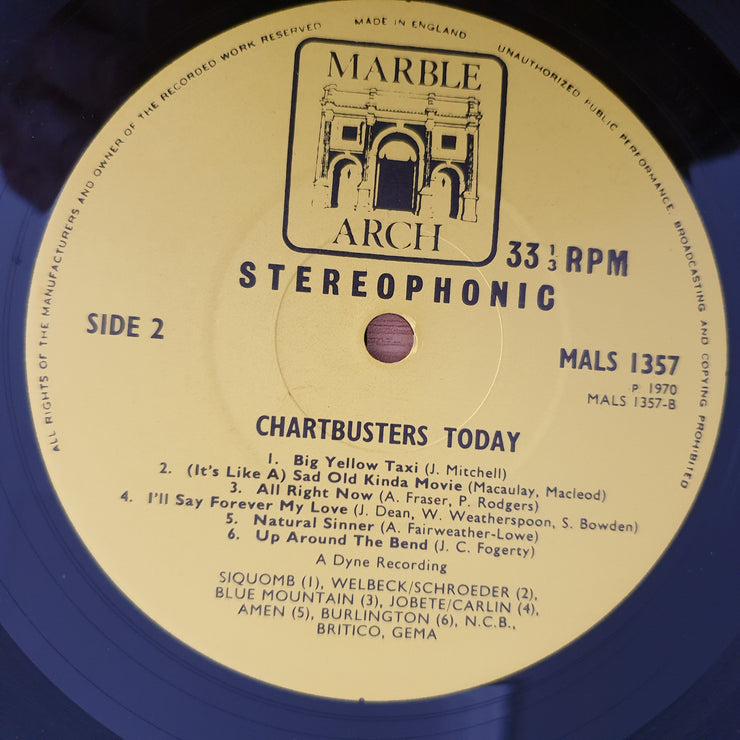 ALL RIGHTS OF THE MANUFACTURERS AND OWNER OF THE RECORDED WORK RESERVED
MADE IN ENGLAND
UNAUTHORIZED PUBLIC PERFORMANCE, BROADCASTING AND COPYING PROHIBITED
MARBLE
ARCH
33 1/3 RPM
STEREOPHONIC
SIDE 2
MALS 1357
P 1970
MALS 1357-B
CHARTBUSTERS TODAY
1. Big Yellow Taxi (J. Mitchell)
2. (It's Like A) Sad Old Kinda Movie (Macaulay, Macleod)
3. All Right Now (A. Fraser, P. Rodgers)
4. I'll Say Forever My Love (J. Dean, W. Weatherspoon, S. Bowden)
5. Natural Sinner (A. Fairweather-Lowe)
6. Up Around The Bend (J. C. Fogerty)
A Dyne Recording
SIQUOMB (1), WELBECK/SCHROEDER (2),
BLUE MOUNTAIN (3), JOBETE/CARLIN (4),
AMEN (5), BURLINGTON (6), N.C.B.,
BRITICO, GEMA